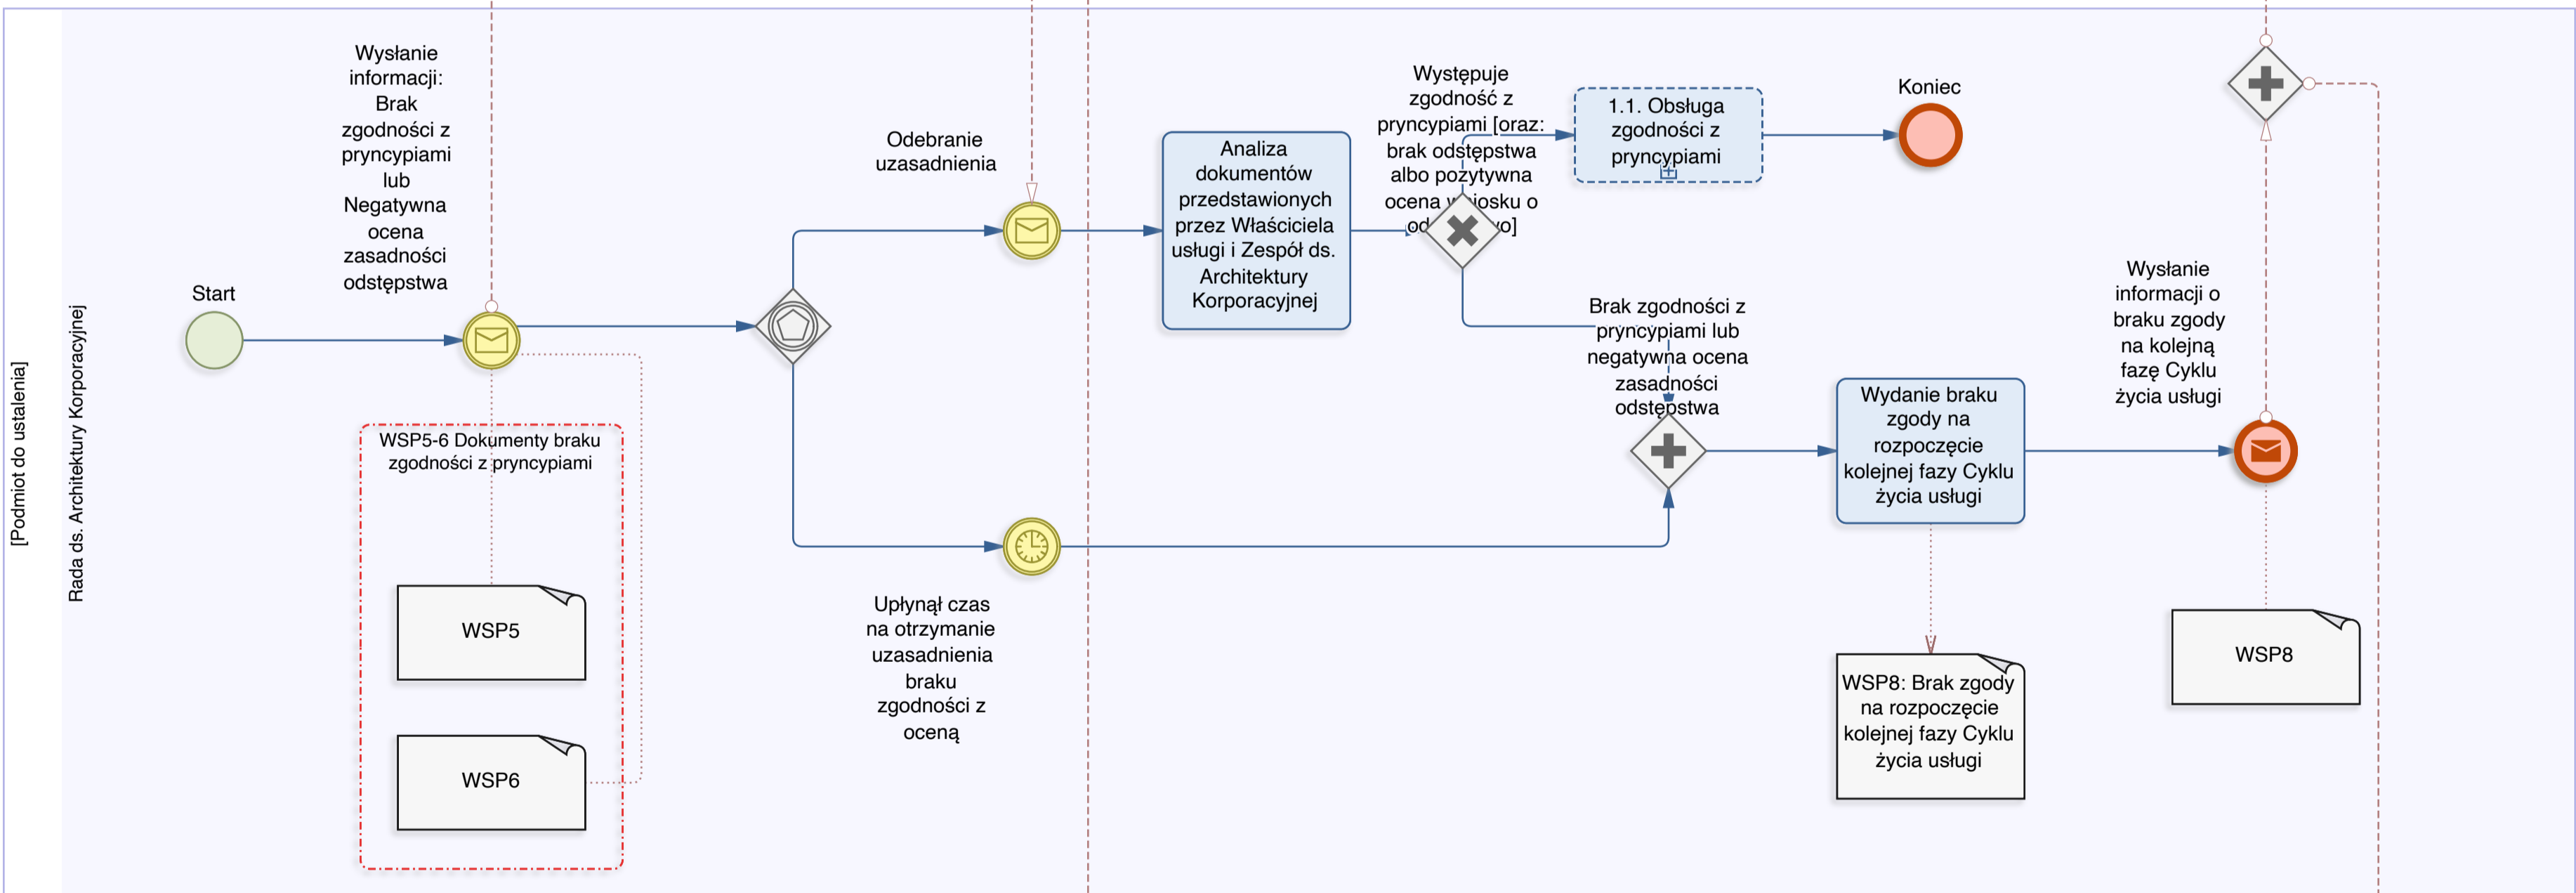 [Podmiot do ustalenia]
Rada ds. Architektury Korporacyjnej
Start
Wysłanie
informacji:
Brak
zgodności z
pryncypiami
lub
Negatywna
ocena
zasadności
odstępstwa
WSP5-6 Dokumenty braku
zgodności z pryncypiami
WSP5
WSP6
Odebranie
uzasadnienia
Upłynął czas
na otrzymanie
uzasadnienia
braku
zgodności z
oceną
Analiza
dokumentów
przedstawionych
przez Właściciela
usługi i Zespół ds.
Architektury
Korporacyjnej
Występuje
zgodność z
pryncypiami [oraz:
brak odstępstwa
albo pozytywna
ocena wniosku o
1.1. Obsługa
zgodności z
pryncypiami
Koniec
Brak zgodności z
pryncypiami lub
negatywna ocena
zasadności
odstępstwa
Wydanie braku
zgody na
rozpoczęcie
kolejnej fazy Cyklu
życia usługi
WSP8: Brak zgody
na rozpoczęcie
kolejnej fazy Cyklu
życia usługi
Wysłanie
informacji o
braku zgody
na kolejną
fazę Cyklu
życia usługi
WSP8